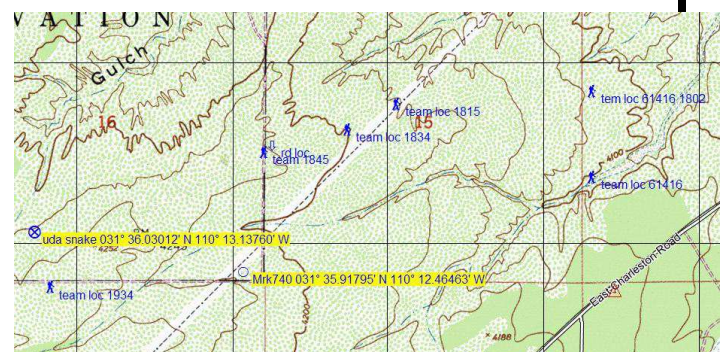 VATION
Gulch
16
15
team loc 1815
team loc 1834
rd loc
team 1845
tem loc 61416 1802
4100
team loc 61416
uda snake 031° 36.03012' N 110° 13.13760' W
4252
Mrk740 031° 35.91795' N 110° 12.46463' W
team loc 1934
4000
East Charleston Road
4188